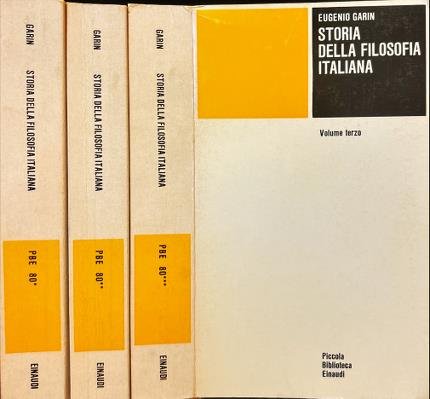 GARIN STORIA DELLA FILOSOFIA ITALIANA PBE 80* EINAUDI
GARIN STORIA DELLA FILOSOFIA ITALIANA PBE 80** EINAUDI
GARIN STORIA DELLA FILOSOFIA ITALIANA PBE 80*** EINAUDI
EUGENIO GARIN
STORIA
DELLA FILOSOFIA
ITALIANA
Volume terzo
Piccola
Biblioteca
Einaudi